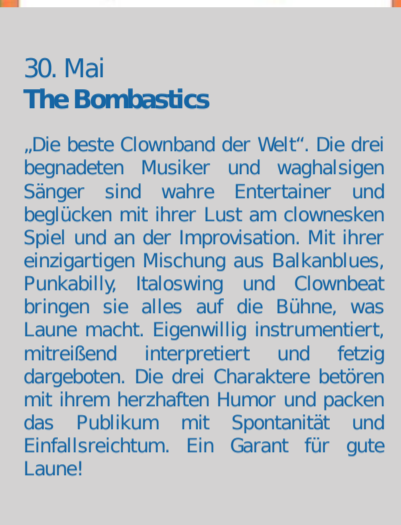 30. Mai
The Bombastics
„Die beste Clownband der Welt“. Die drei
begnadeten Musiker und waghalsigen
Sänger sind wahre Entertainer und
beglücken mit ihrer Lust am clownesken
Spiel und an der Improvisation. Mit ihrer
einzigartigen Mischung aus Balkanblues,
Punkabilly, Italoswing und Clownbeat
bringen sie alles auf die Bühne, was
Laune macht. Eigenwillig instrumentiert,
mitreißend interpretiert und fetzig
dargeboten. Die drei Charaktere betören
mit ihrem herzhaften Humor und packen
das Publikum mit Spontanität und
Einfallsreichtum. Ein Garant für gute
Laune!